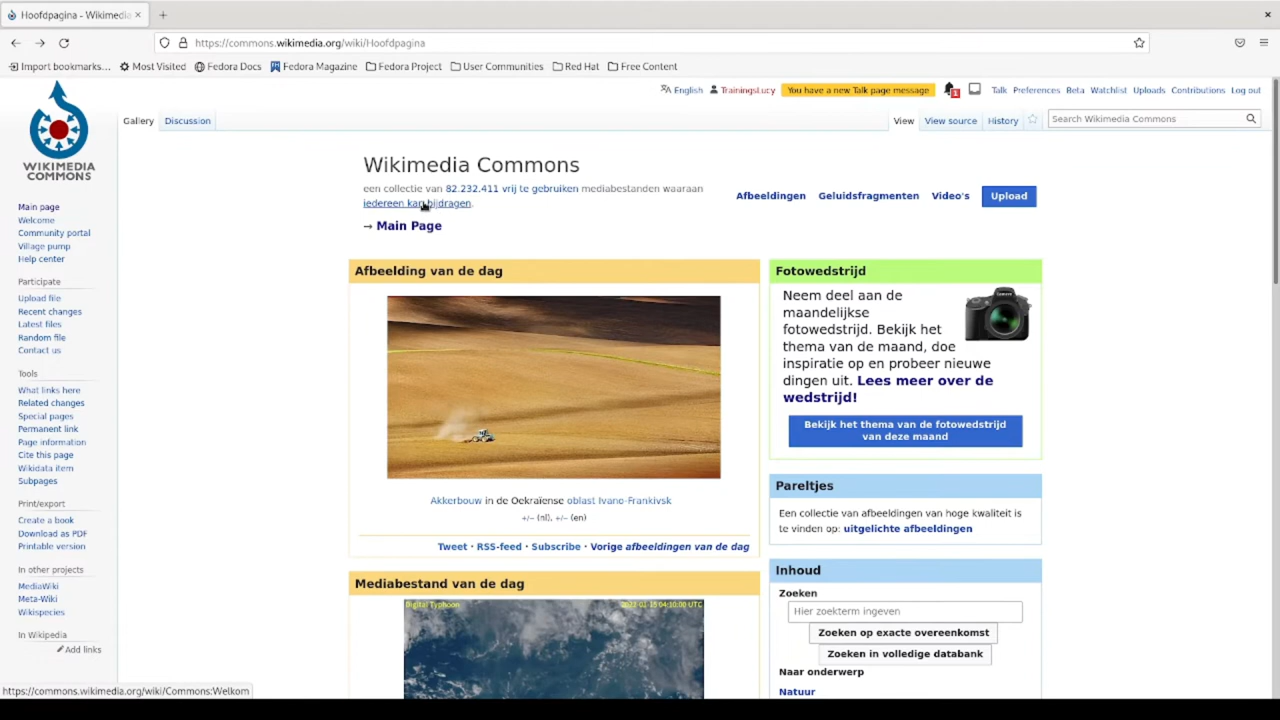 Hoofdpagina - Wikimedia
https://commons.wikimedia.org/wiki/Hoofdpagina
Import bookmarks... Most Visited Fedora Docs Fedora Magazine Fedora Project User Communities Red Hat Free Content
English TrainingsLucy You have a new Talk page message 1 Talk Preferences Beta Watchlist Uploads Contributions Log out
Gallery Discussion View View source History Search Wikimedia Commons
WIKIMEDIA
COMMONS
Main page
Welcome
Community portal
Village pump
Help center
Participate
Upload file
Recent changes
Latest files
Random file
Contact us
Tools
What links here
Related changes
Special pages
Permanent link
Page information
Cite this page
Wikidata item
Subpages
Print/export
Create a book
Download as PDF
Printable version
In other projects
MediaWiki
Meta-Wiki
Wikispecies
In Wikipedia
Add links
Wikimedia Commons
een collectie van 82.232.411 vrij te gebruiken mediabestanden waaraan
iedereen kan bijdragen.
→ Main Page
Afbeeldingen Geluidsfragmenten Video's Upload
Afbeelding van de dag
Akkerbouw in de Oekraïense oblast Ivano-Frankivsk
+/− (nl), +/− (en)
Tweet · RSS-feed · Subscribe · Vorige afbeeldingen van de dag
Mediabestand van de dag
Digital Typhoon
04:10:00 UTC
Fotowedstrijd
Neem deel aan de
maandelijkse
fotowedstrijd. Bekijk het
thema van de maand, doe
inspiratie op en probeer nieuwe
dingen uit. Lees meer over de
wedstrijd!
Bekijk het thema van de fotowedstrijd
van deze maand
Pareltjes
Een collectie van afbeeldingen van hoge kwaliteit is
te vinden op: uitgelichte afbeeldingen
Inhoud
Zoeken
Hier zoekterm ingeven
Zoeken op exacte overeenkomst
Zoeken in volledige databank
Naar onderwerp
Natuur
https://commons.wikimedia.org/wiki/Commons:Welkom